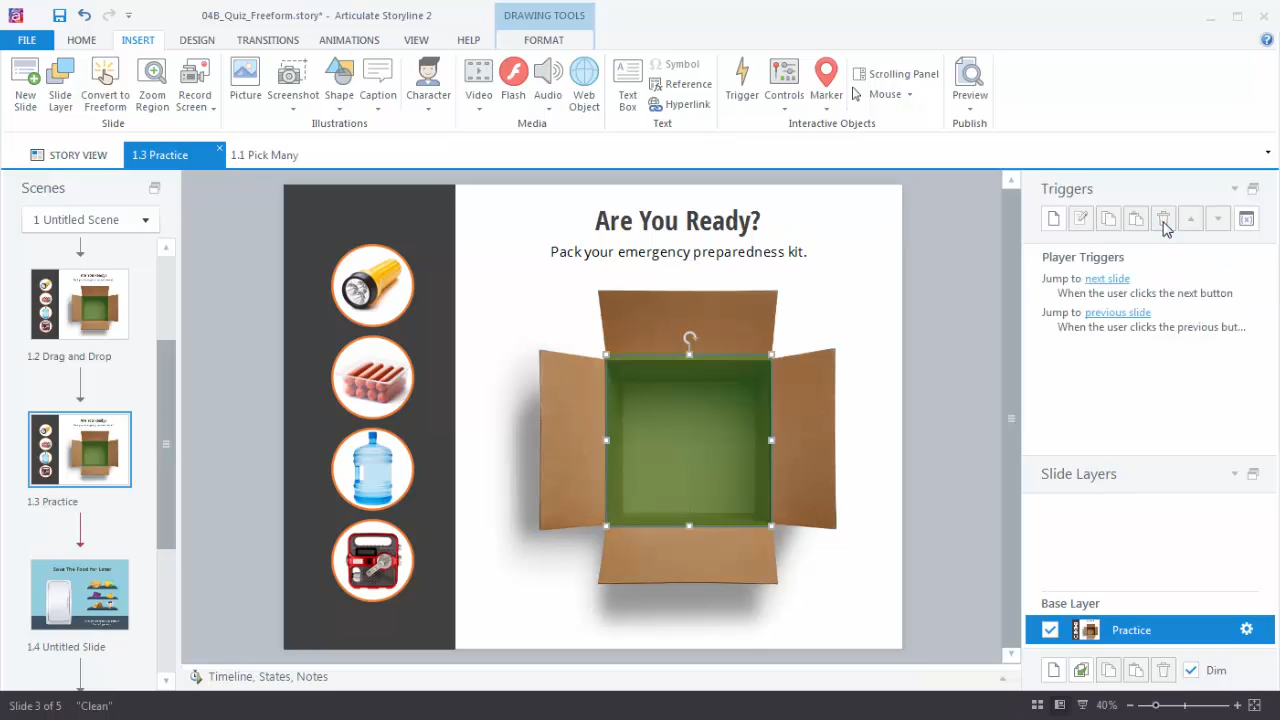 04B_Quiz_Freeform.story* - Articulate Storyline 2
DRAWING TOOLS
FILE HOME INSERT DESIGN TRANSITIONS ANIMATIONS VIEW HELP FORMAT
New Slide
Slide Layer
Convert to Freeform
Zoom Region
Record Screen
Slide
Picture
Screenshot
Shape
Caption
Character
Illustrations
Video
Flash
Audio
Web Object
Media
Text Box
Symbol
Reference
Hyperlink
Text
Trigger
Controls
Marker
Scrolling Panel
Mouse
Interactive Objects
Preview
Publish
STORY VIEW
1.3 Practice
1.1 Pick Many
Scenes
1 Untitled Scene
1.2 Drag and Drop
1.3 Practice
Save The Food for Later
1.4 Untitled Slide
Are You Ready?
Pack your emergency preparedness kit.
Timeline, States, Notes
Triggers
Player Triggers
Jump to next slide
When the user clicks the next button
Jump to previous slide
When the user clicks the previous but...
Slide Layers
Base Layer
Practice
Dim
Slide 3 of 5 "Clean"
40%